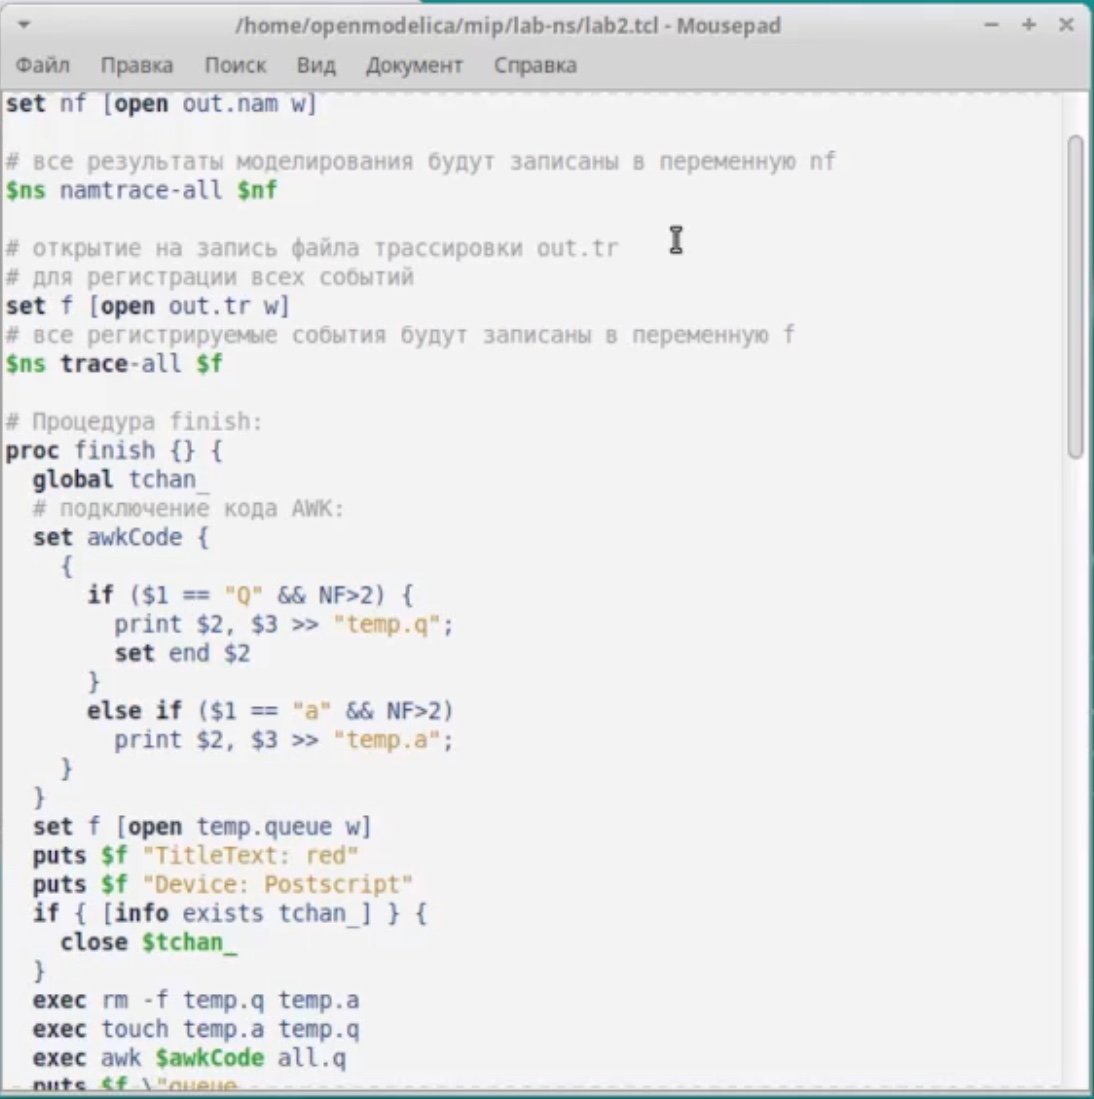 /home/openmodelica/mip/lab-ns/lab2.tcl - Mousepad
Файл Правка Поиск Вид Документ Справка
set nf [open out.nam w]
# все результаты моделирования будут записаны в переменную nf
$ns namtrace-all $nf
# открытие на запись файла трассировки out.tr
# для регистрации всех событий
set f [open out.tr w]
# все регистрируемые события будут записаны в переменную f
$ns trace-all $f
# Процедура finish:
proc finish {} {
  global tchan_
  # подключение кода AWK:
  set awkCode {
    {
      if ($1 == "Q" && NF>2) {
        print $2, $3 >> "temp.q";
        set end $2
      }
      else if ($1 == "a" && NF>2)
        print $2, $3 >> "temp.a";
    }
  }
  set f [open temp.queue w]
  puts $f "TitleText: red"
  puts $f "Device: Postscript"
  if { [info exists tchan_] } {
    close $tchan_
  }
  exec rm -f temp.q temp.a
  exec touch temp.a temp.q
  exec awk $awkCode all.q
  puts $f \"queue